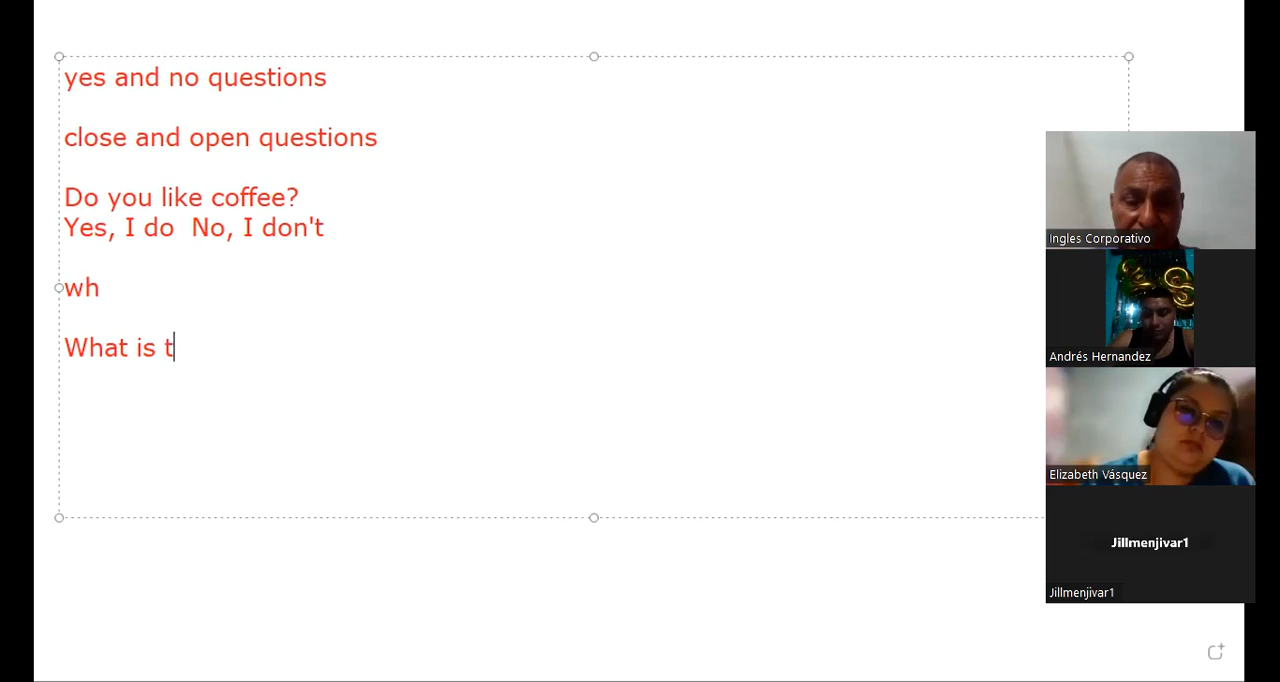 yes and no questions
close and open questions
Do you like coffee?
Yes, I do  No, I don't
wh
What is t
Ingles Corporativo
Andrés Hernandez
Elizabeth Vásquez
Jillmenjivar1
Jillmenjivar1